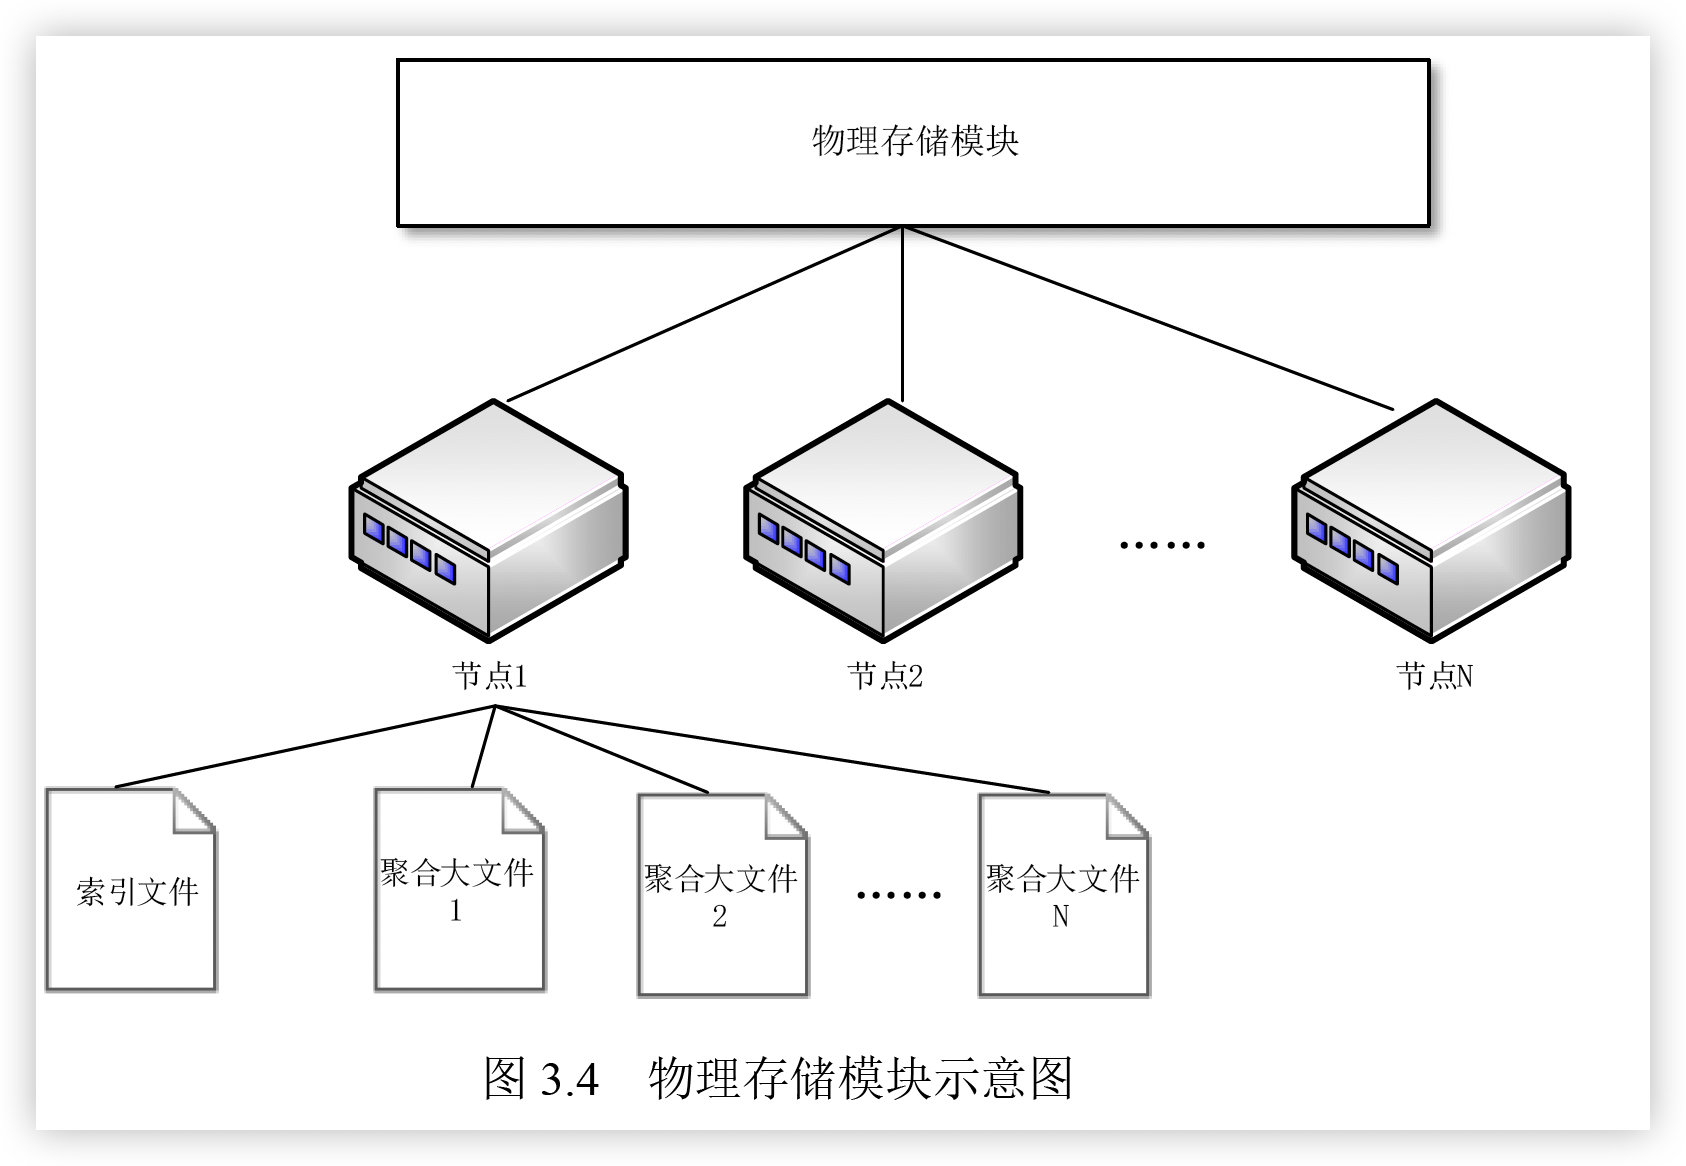 物理存储模块
……
节点1
节点2
节点N
索引文件
聚合大文件
1
聚合大文件
2
……
聚合大文件
N
图 3.4 物理存储模块示意图